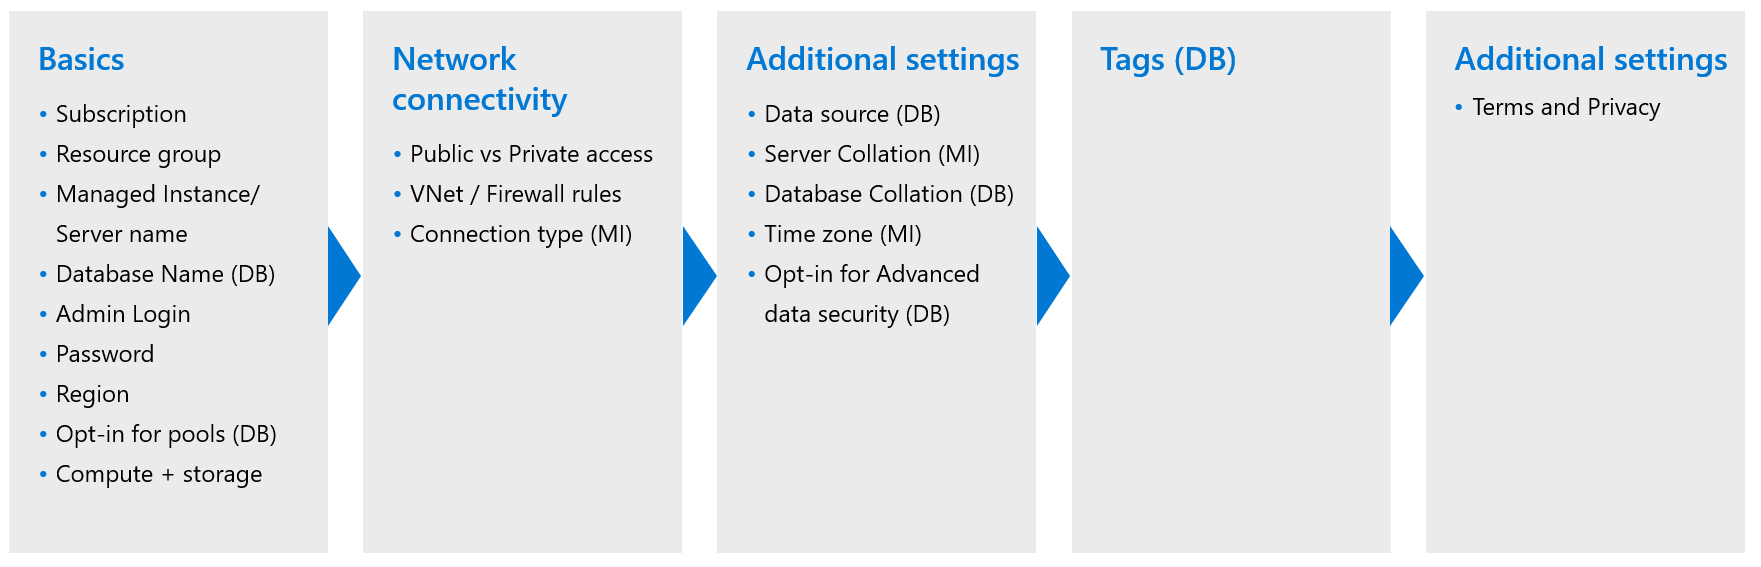 Basics
• Subscription
• Resource group
• Managed Instance/
Server name
• Database Name (DB)
• Admin Login
• Password
• Region
• Opt-in for pools (DB)
• Compute + storage
Network
connectivity
• Public vs Private access
• VNet / Firewall rules
• Connection type (MI)
Additional settings
• Data source (DB)
• Server Collation (MI)
• Database Collation (DB)
• Time zone (MI)
• Opt-in for Advanced
data security (DB)
Tags (DB)
Additional settings
• Terms and Privacy